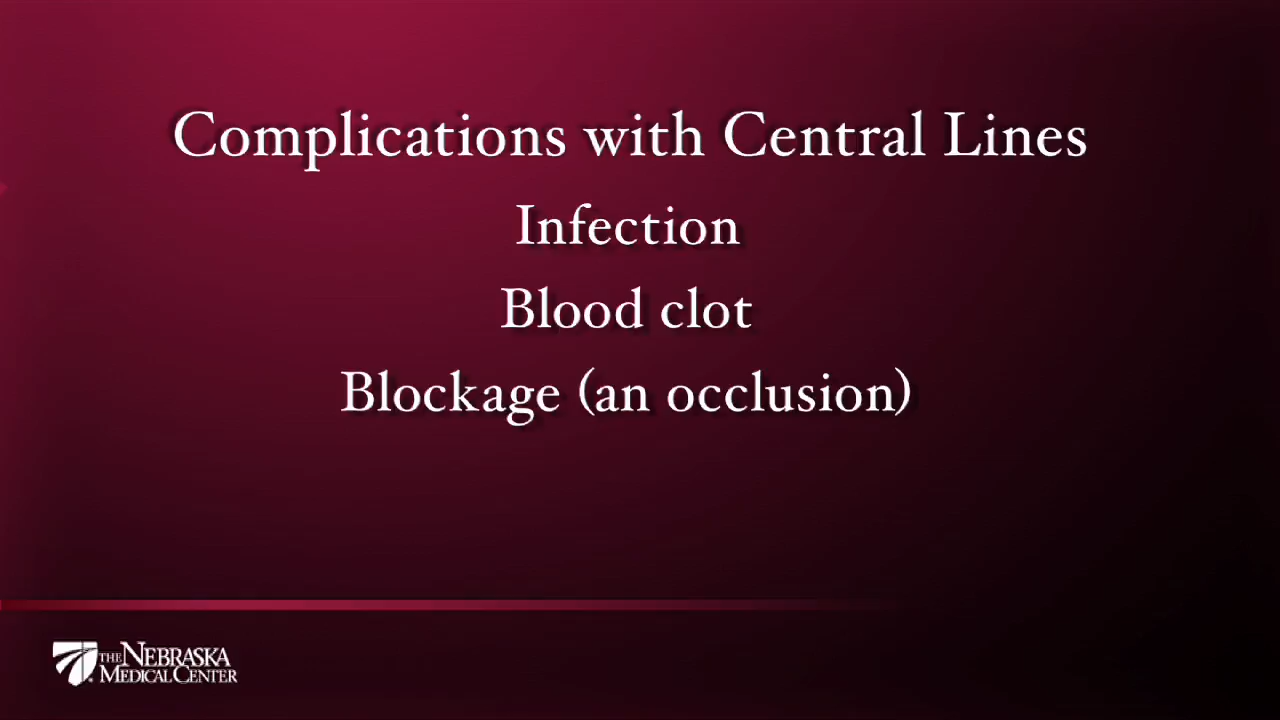 Complications with Central Lines
Infection
Blood clot
Blockage (an occlusion)
THE NEBRASKA
MEDICAL CENTER